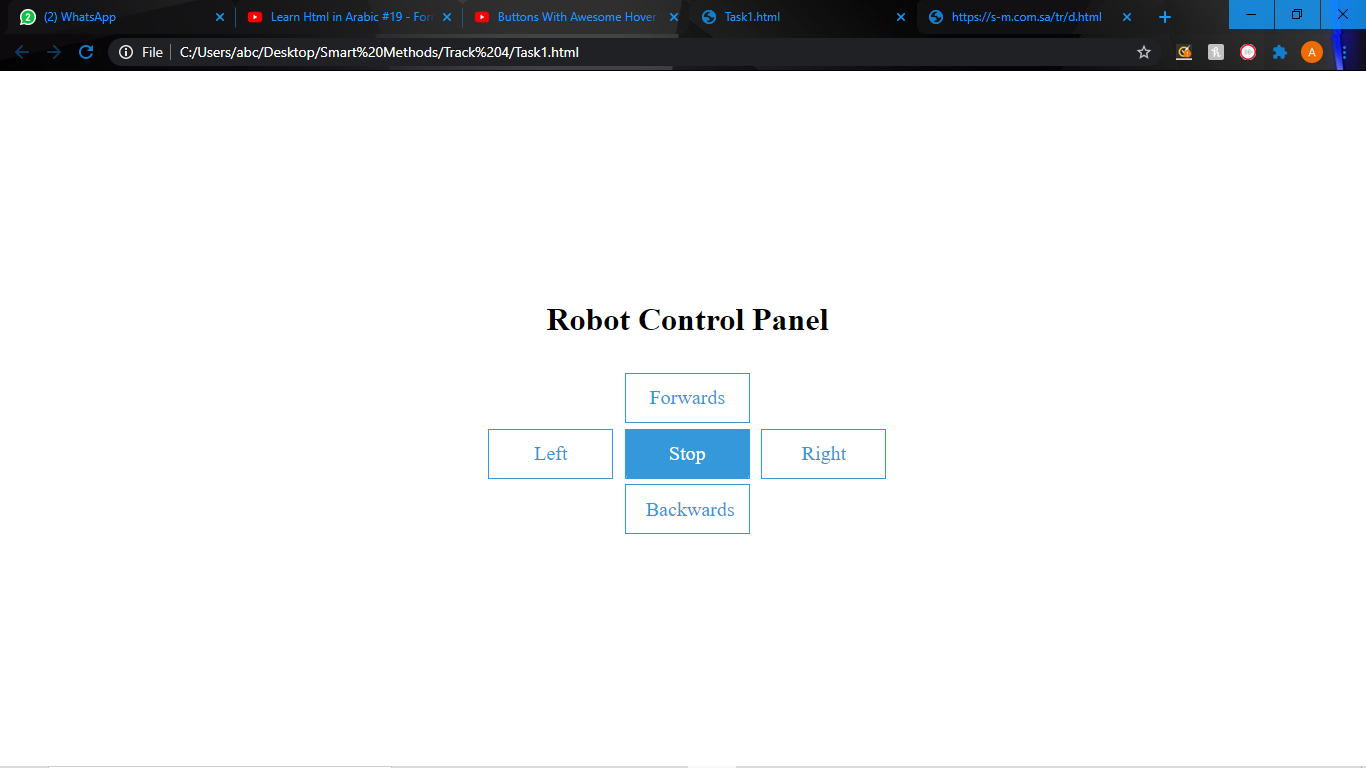 (2) WhatsApp
Learn Html in Arabic #19 - For
Buttons With Awesome Hover
Task1.html
https://s-m.com.sa/tr/d.html
File
C:/Users/abc/Desktop/Smart%20Methods/Track%204/Task1.html
A
Robot Control Panel
Forwards
Left
Stop
Right
Backwards